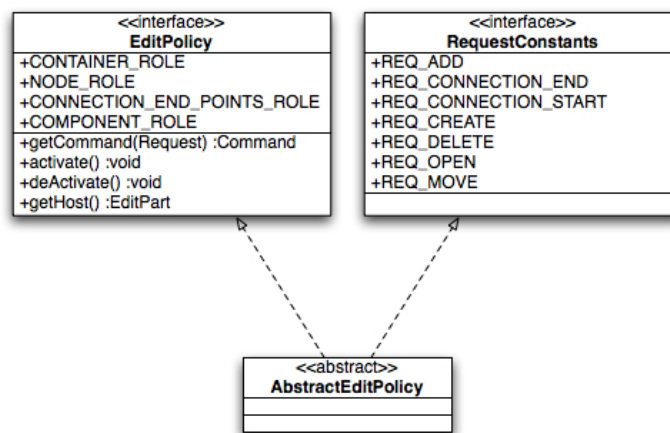 <<interface>>
EditPolicy
+CONTAINER_ROLE
+NODE_ROLE
+CONNECTION_END_POINTS_ROLE
+COMPONENT_ROLE
+getCommand(Request) :Command
+activate() :void
+deActivate() :void
+getHost() :EditPart
<<interface>>
RequestConstants
+REQ_ADD
+REQ_CONNECTION_END
+REQ_CONNECTION_START
+REQ_CREATE
+REQ_DELETE
+REQ_OPEN
+REQ_MOVE
<<abstract>>
AbstractEditPolicy